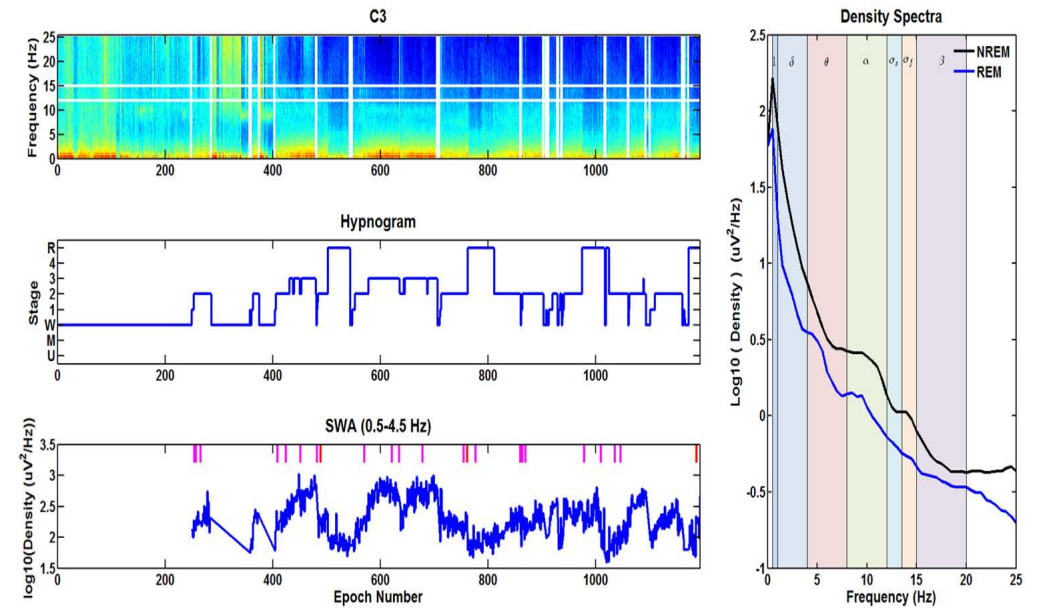 C3
Frequency (Hz)
25
20
15
10
5
0
0 200 400 600 800 1000
Hypnogram
Stage
R
4
3
2
1
W
M
U
0 200 400 600 800 1000
SWA (0.5-4.5 Hz)
log10(Density (uV²/Hz))
3.5
3
2.5
2
1.5
0 200 400 600 800 1000
Epoch Number
Density Spectra
Log10 ( Density ) (uV²/Hz)
2.5
2
1.5
1
0.5
0
-0.5
-1
δ θ α σs σf
NREM
REM
0 5 10 15 20 25
Frequency (Hz)